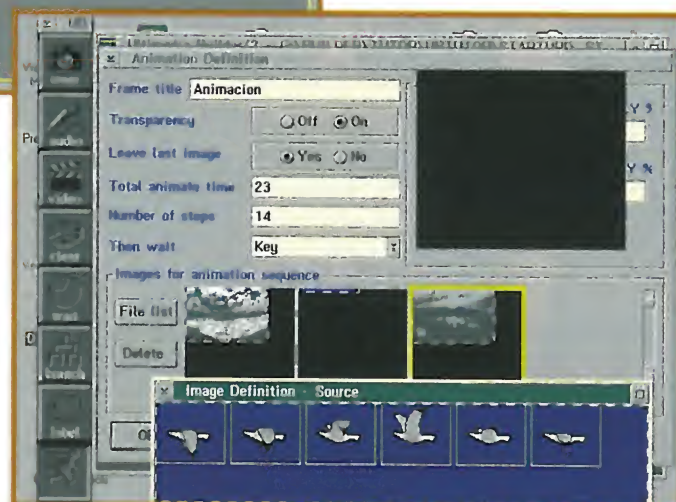 Animation Definition
Frame title Animacion
Transparency Off On
Leave last image Yes No
Total animate time 23
Number of steps 14
Then wait Key
Y %
Y %
Images for animation sequence
File list
Delete
Image Definition - Source
audio
video
clear
label